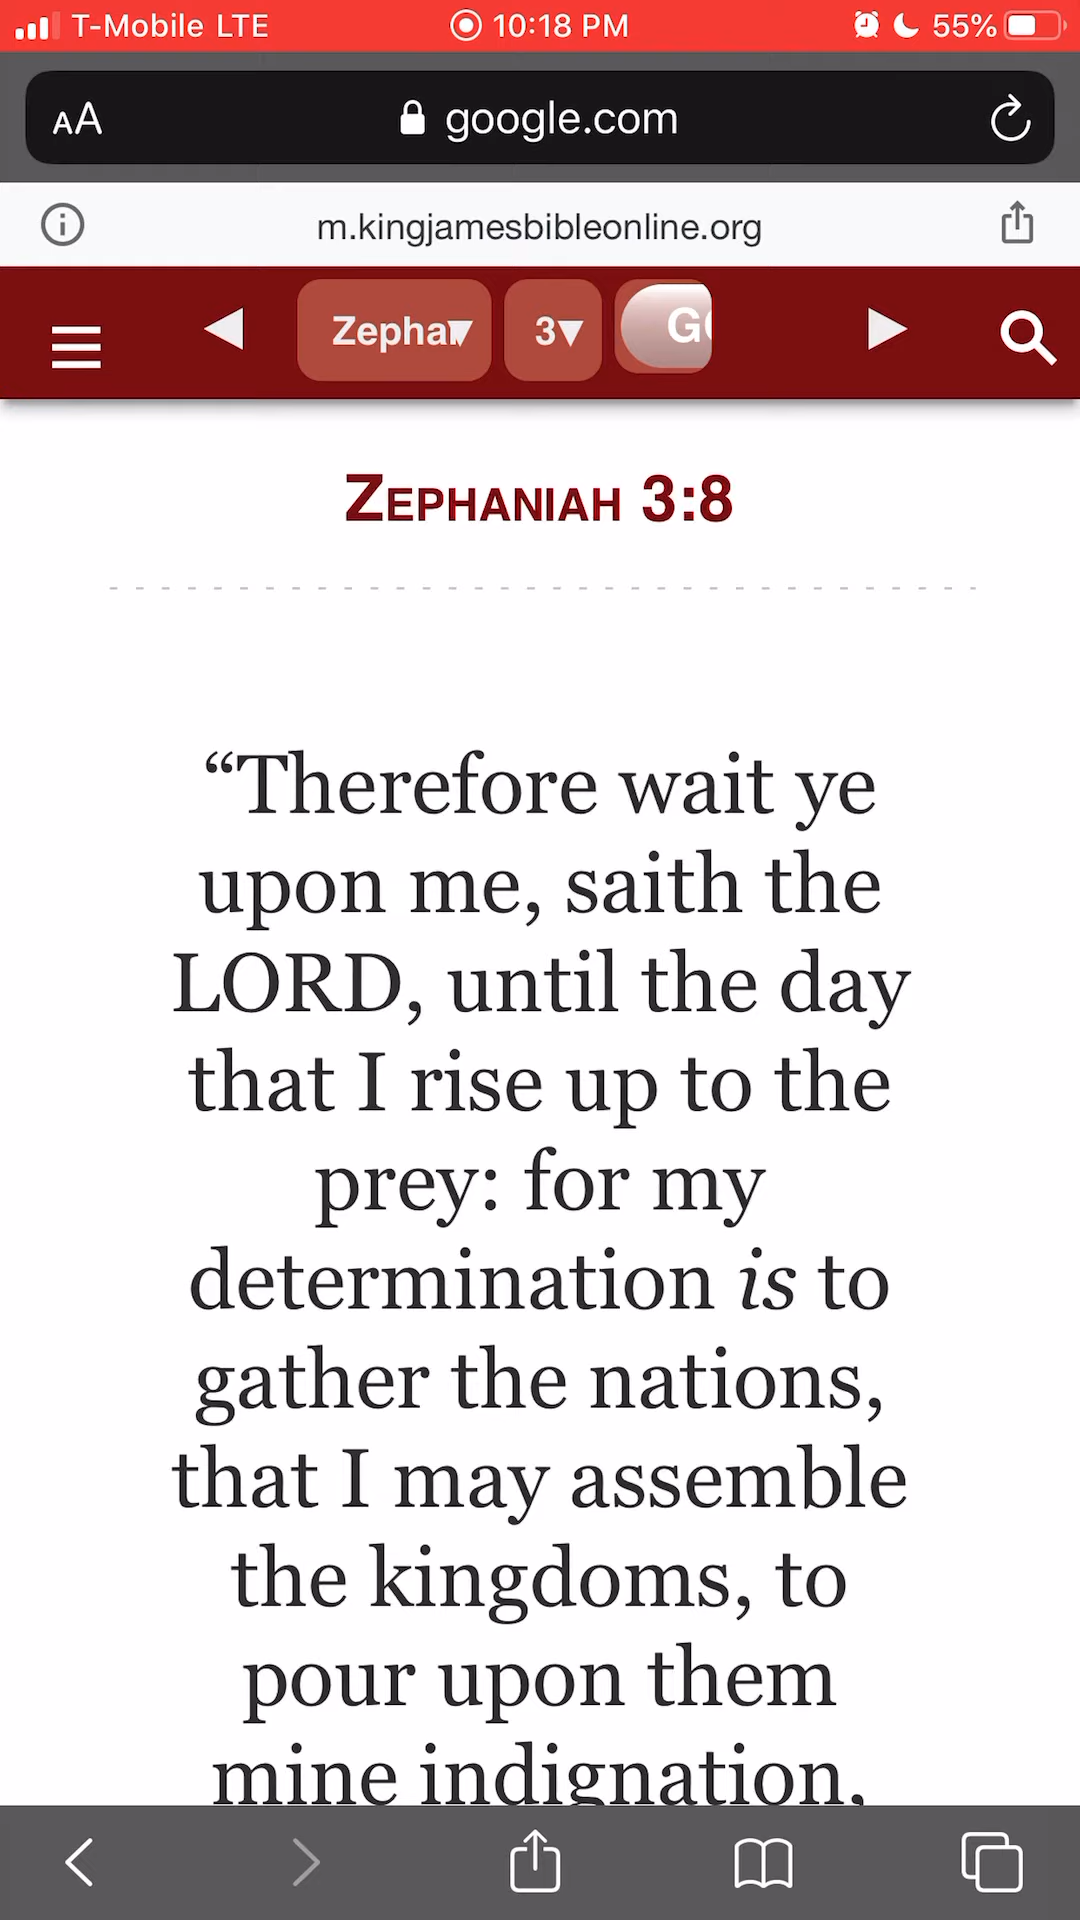 T-Mobile LTE 10:18 PM 55%
AA google.com
m.kingjamesbibleonline.org
Zepha 3
ZEPHANIAH 3:8
“Therefore wait ye
upon me, saith the
LORD, until the day
that I rise up to the
prey: for my
determination is to
gather the nations,
that I may assemble
the kingdoms, to
pour upon them
mine indignation,